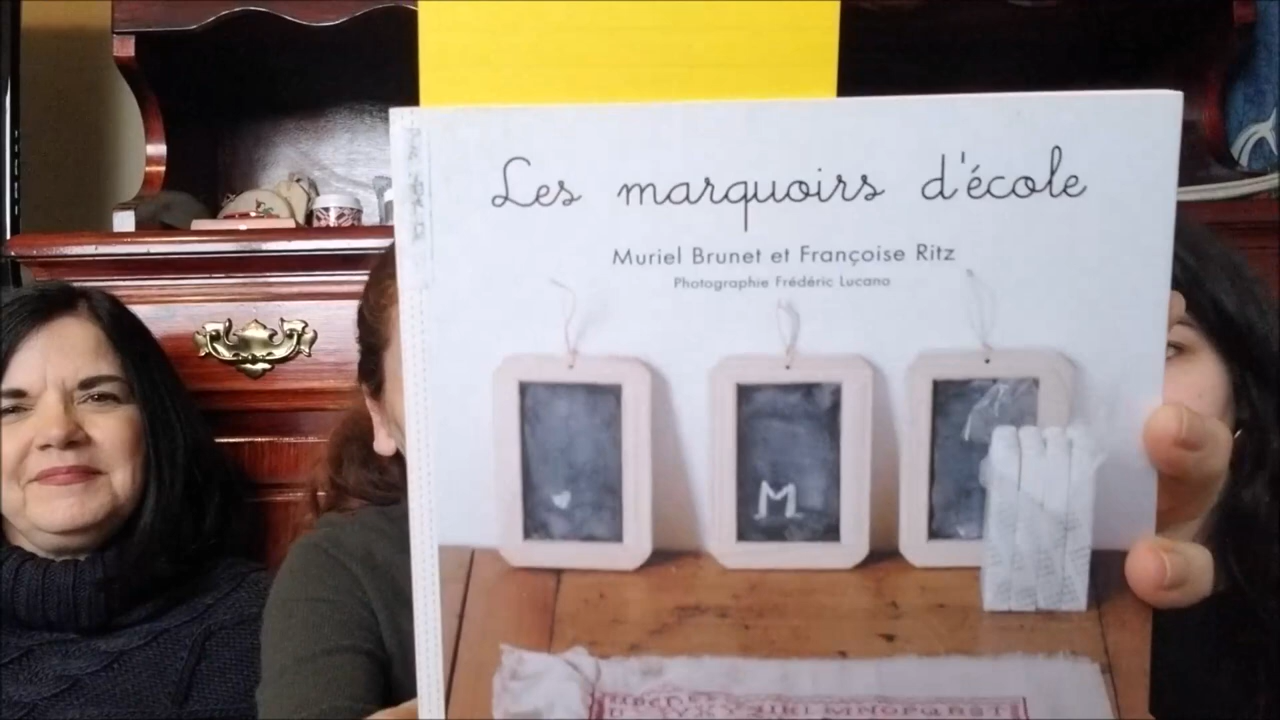 Les marquoirs d'école
Muriel Brunet et Françoise Ritz
Photographie Frédéric Lucano
M